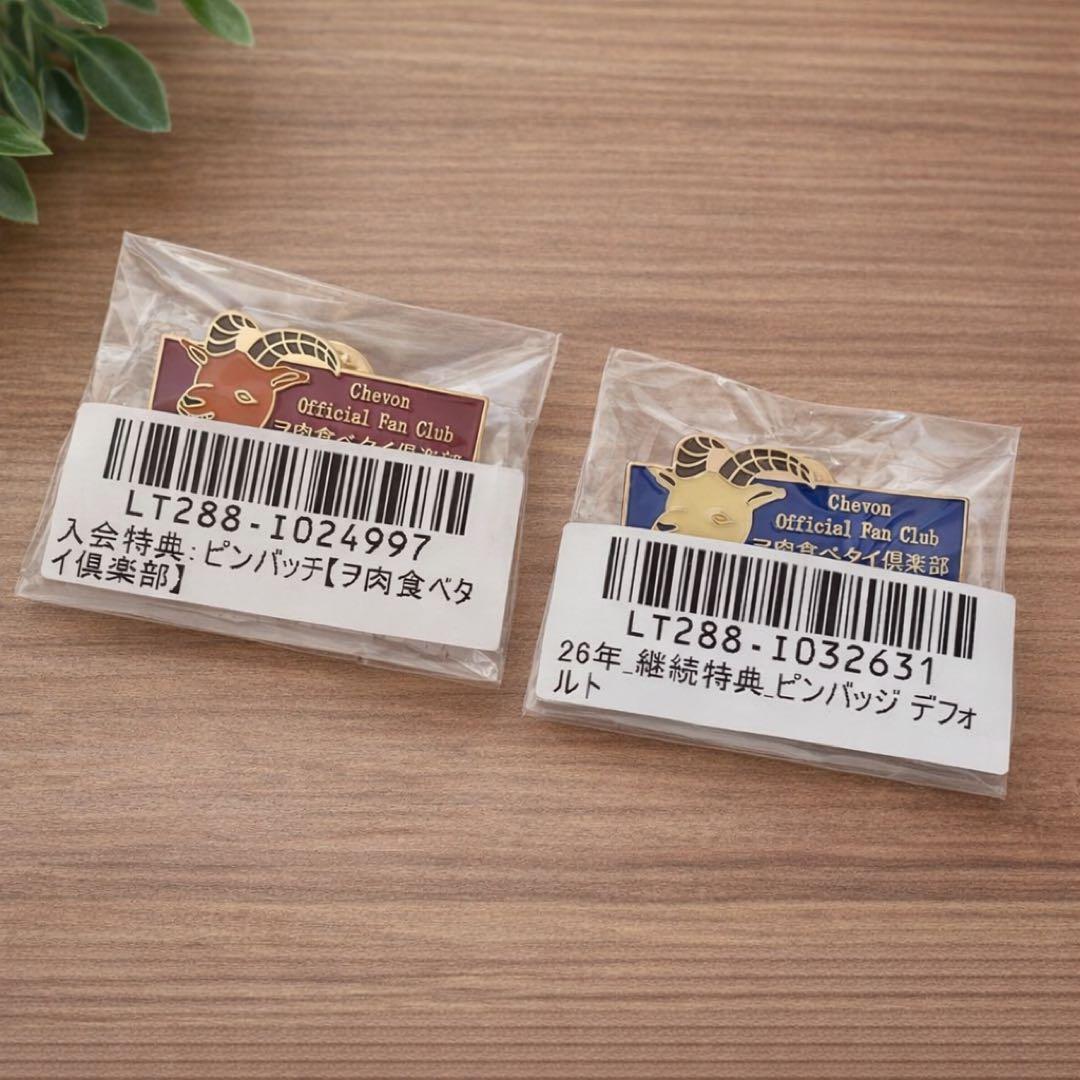 Chevon
Official Fan Club
ヲ肉食ベタイ倶楽部
LT288-I024997
入会特典:ピンバッチ【ヲ肉食ベタ
イ倶楽部】
Chevon
Official Fan Club
ヲ肉食ベタイ倶楽部
LT288-I032631
26年_継続特典_ピンバッジ デフォ
ルト